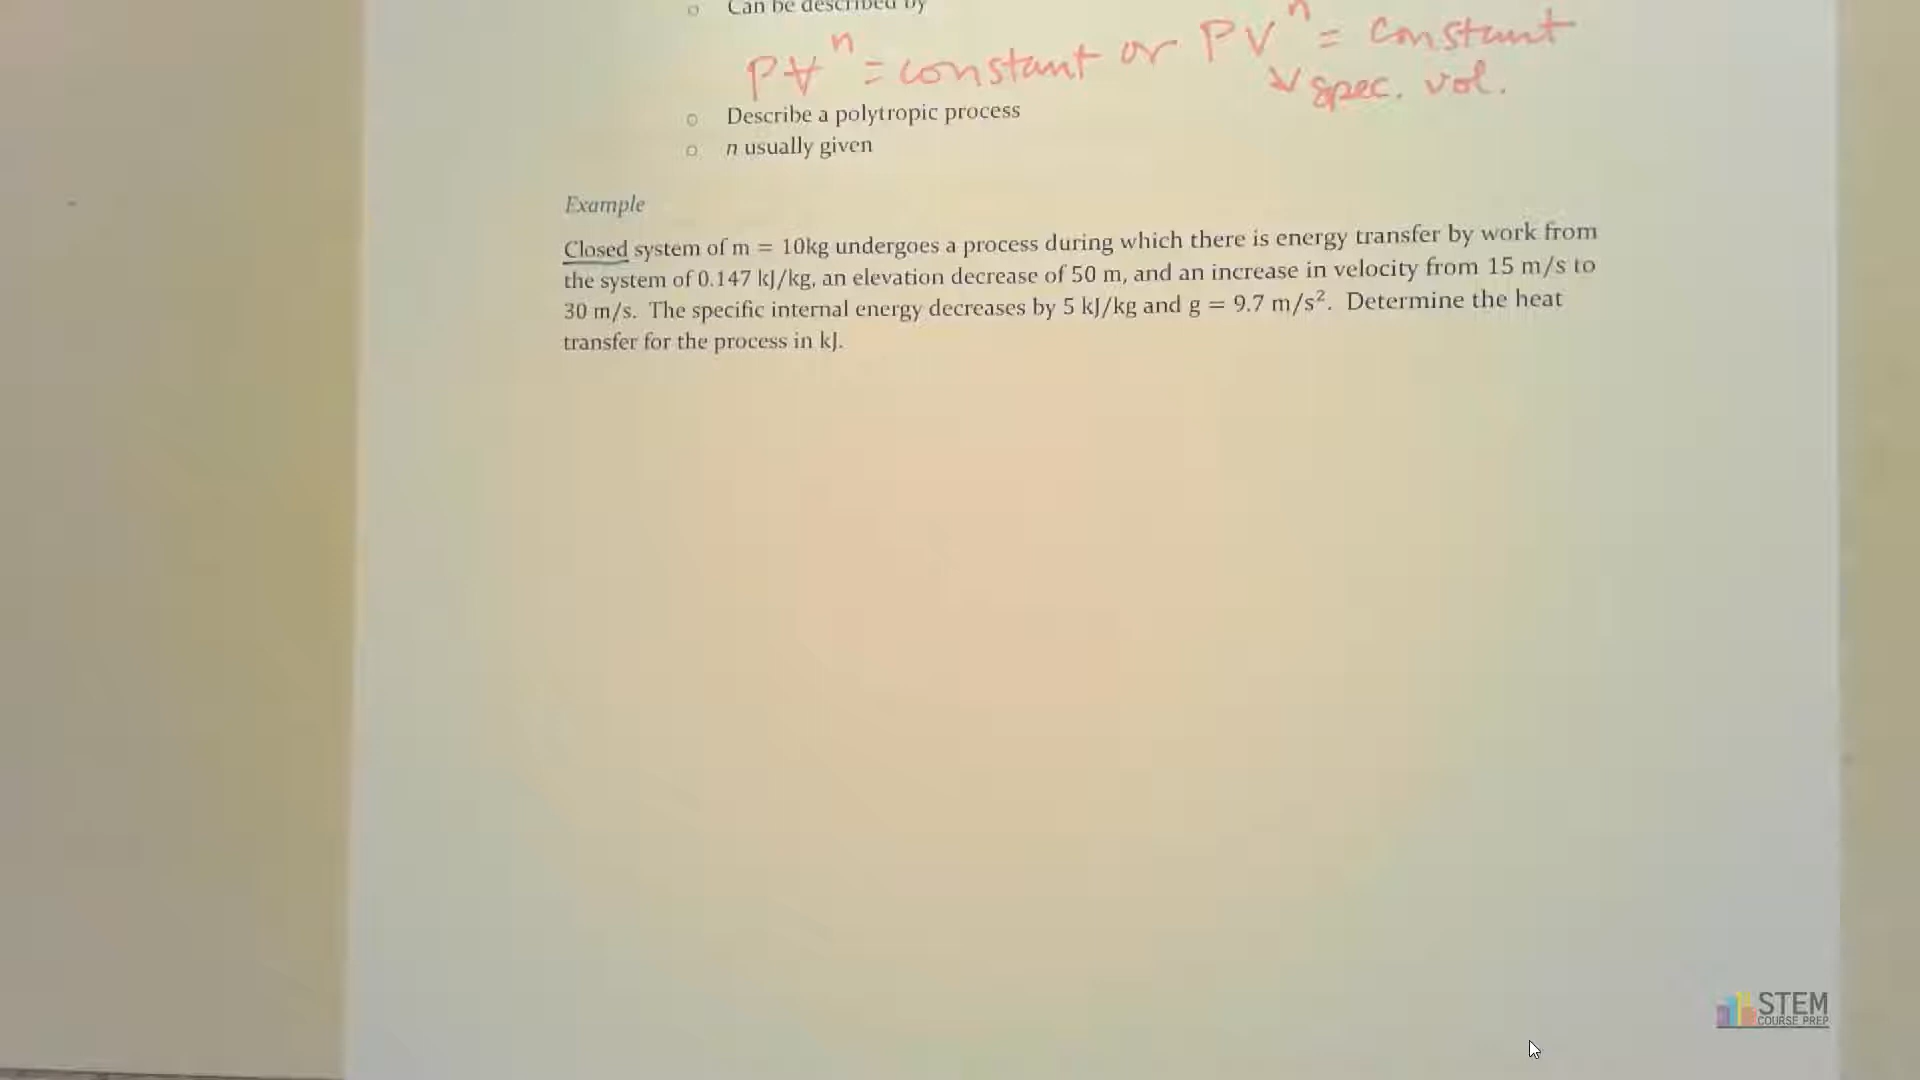 Can be described by
PV^n = constant or PV^n = constant
↘ spec. vol.
Describe a polytropic process
n usually given
Example
Closed system of m = 10kg undergoes a process during which there is energy transfer by work from
the system of 0.147 kJ/kg, an elevation decrease of 50 m, and an increase in velocity from 15 m/s to
30 m/s. The specific internal energy decreases by 5 kJ/kg and g = 9.7 m/s². Determine the heat
transfer for the process in kJ.
STEM
COURSE PREP